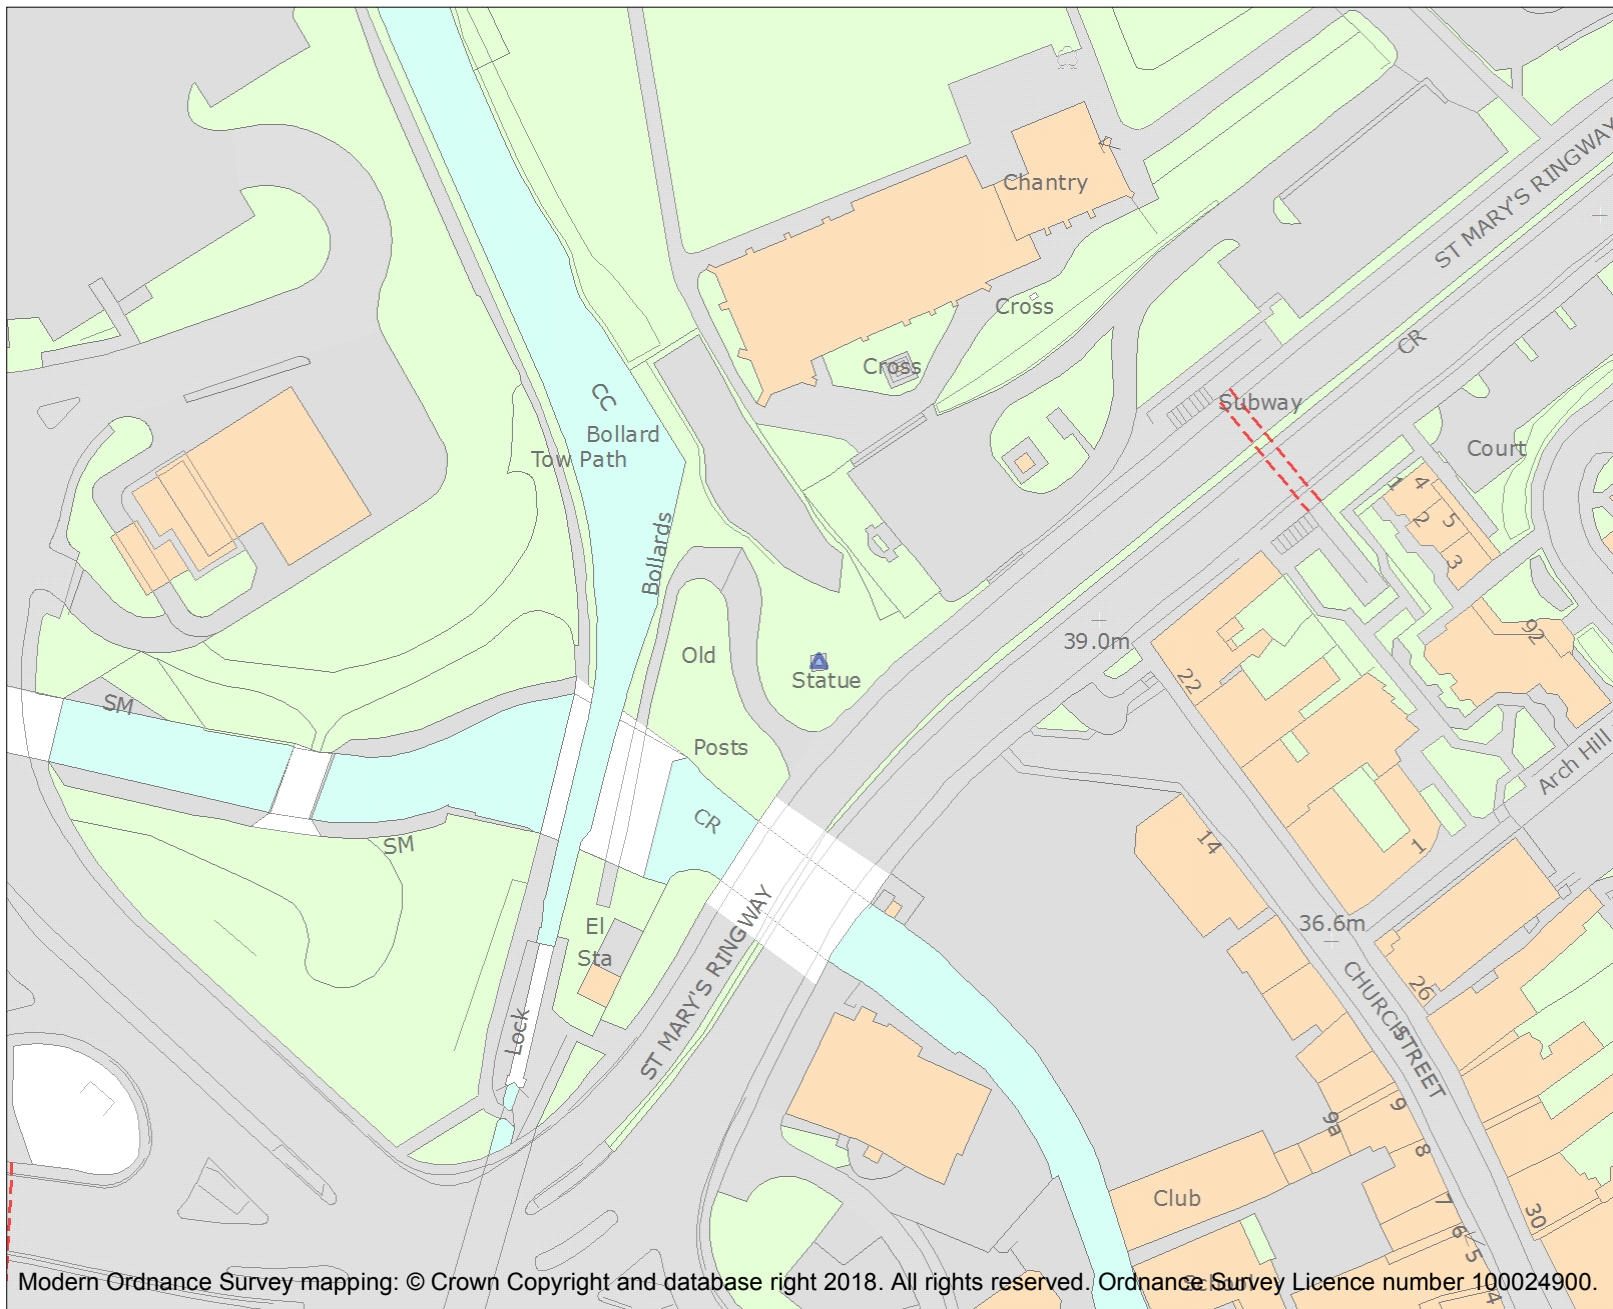 ST MARY'S RINGWAY
Chantry
Cross
Cross
CR
CC
Subway
Bollard
Tow Path
Court
1
4
2
5
3
Bollards
92
Old
39.0m
Statue
22
SM
Posts
Arch Hill
CR
SM
14
1
ST MARY'S RINGWAY
El
Sta
36.6m
26
CHURCH STREET
Lock
9
9a
8
Club
7
30
6
5
4
School
Modern Ordnance Survey mapping: © Crown Copyright and database right 2018. All rights reserved. Ordnance Survey Licence number 100024900.